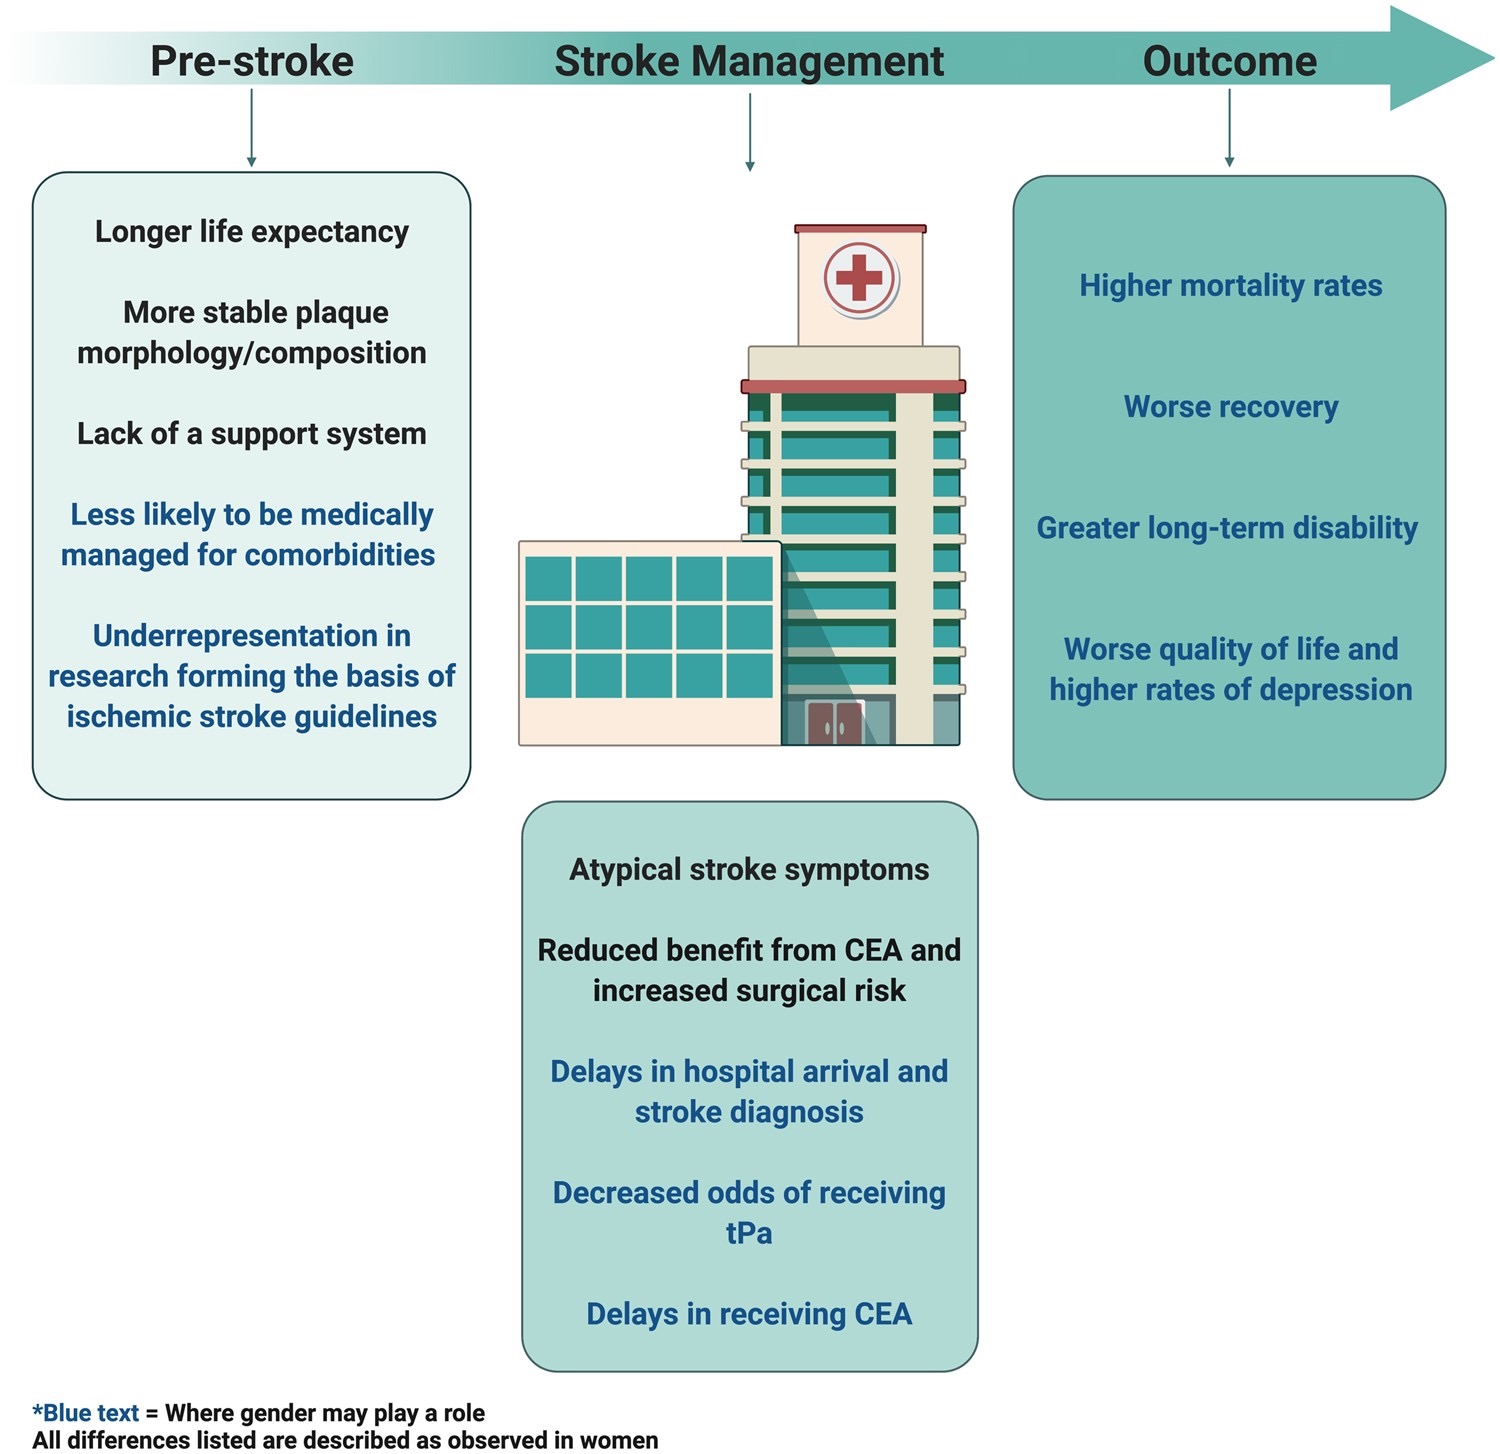 Pre-stroke
Stroke Management
Outcome
Longer life expectancy
More stable plaque
morphology/composition
Lack of a support system
Less likely to be medically
managed for comorbidities
Underrepresentation in
research forming the basis of
ischemic stroke guidelines
Atypical stroke symptoms
Reduced benefit from CEA and
increased surgical risk
Delays in hospital arrival and
stroke diagnosis
Decreased odds of receiving
tPa
Delays in receiving CEA
Higher mortality rates
Worse recovery
Greater long-term disability
Worse quality of life and
higher rates of depression
*Blue text = Where gender may play a role
All differences listed are described as observed in women